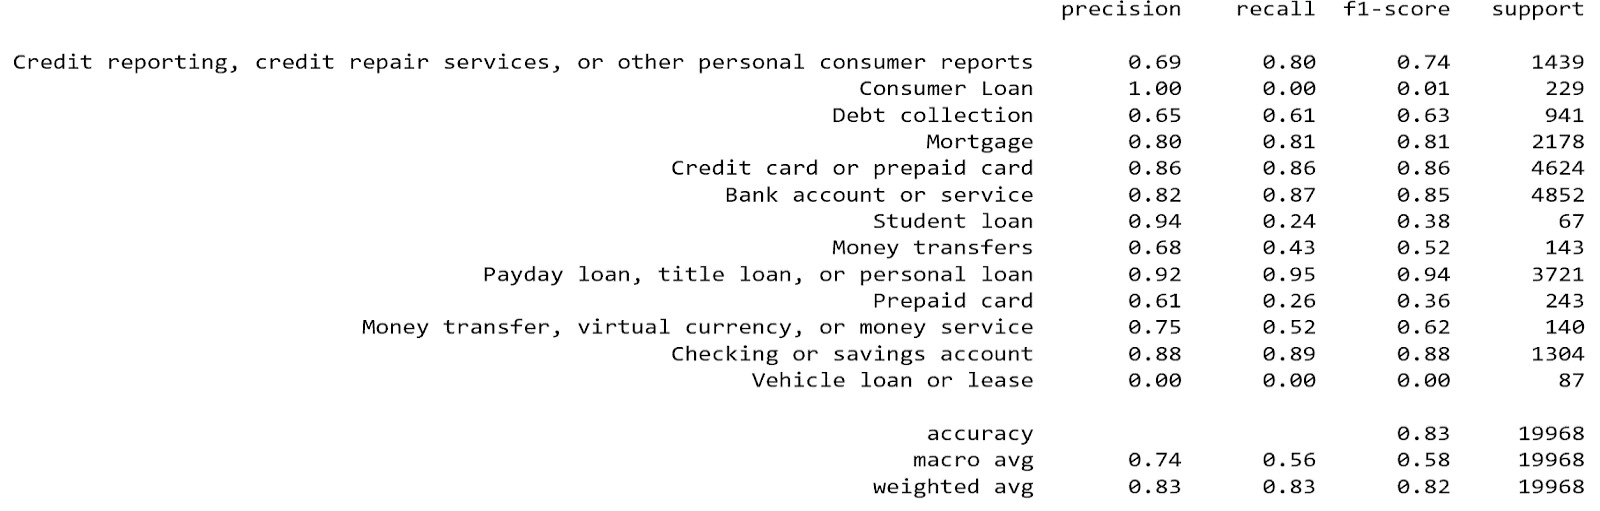 precision recall f1-score support
Credit reporting, credit repair services, or other personal consumer reports 0.69 0.80 0.74 1439
Consumer Loan 1.00 0.00 0.01 229
Debt collection 0.65 0.61 0.63 941
Mortgage 0.80 0.81 0.81 2178
Credit card or prepaid card 0.86 0.86 0.86 4624
Bank account or service 0.82 0.87 0.85 4852
Student loan 0.94 0.24 0.38 67
Money transfers 0.68 0.43 0.52 143
Payday loan, title loan, or personal loan 0.92 0.95 0.94 3721
Prepaid card 0.61 0.26 0.36 243
Money transfer, virtual currency, or money service 0.75 0.52 0.62 140
Checking or savings account 0.88 0.89 0.88 1304
Vehicle loan or lease 0.00 0.00 0.00 87
accuracy 0.83 19968
macro avg 0.74 0.56 0.58 19968
weighted avg 0.83 0.83 0.82 19968